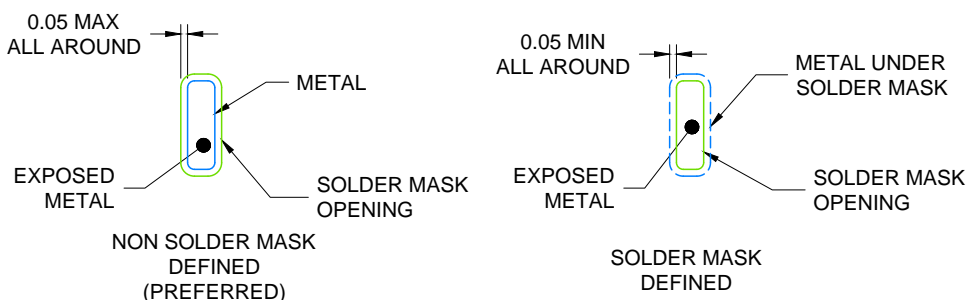 0.05 MAX
ALL AROUND
METAL
EXPOSED
METAL
SOLDER MASK
OPENING
NON SOLDER MASK
DEFINED
(PREFERRED)
0.05 MIN
ALL AROUND
METAL UNDER
SOLDER MASK
EXPOSED
METAL
SOLDER MASK
OPENING
SOLDER MASK
DEFINED